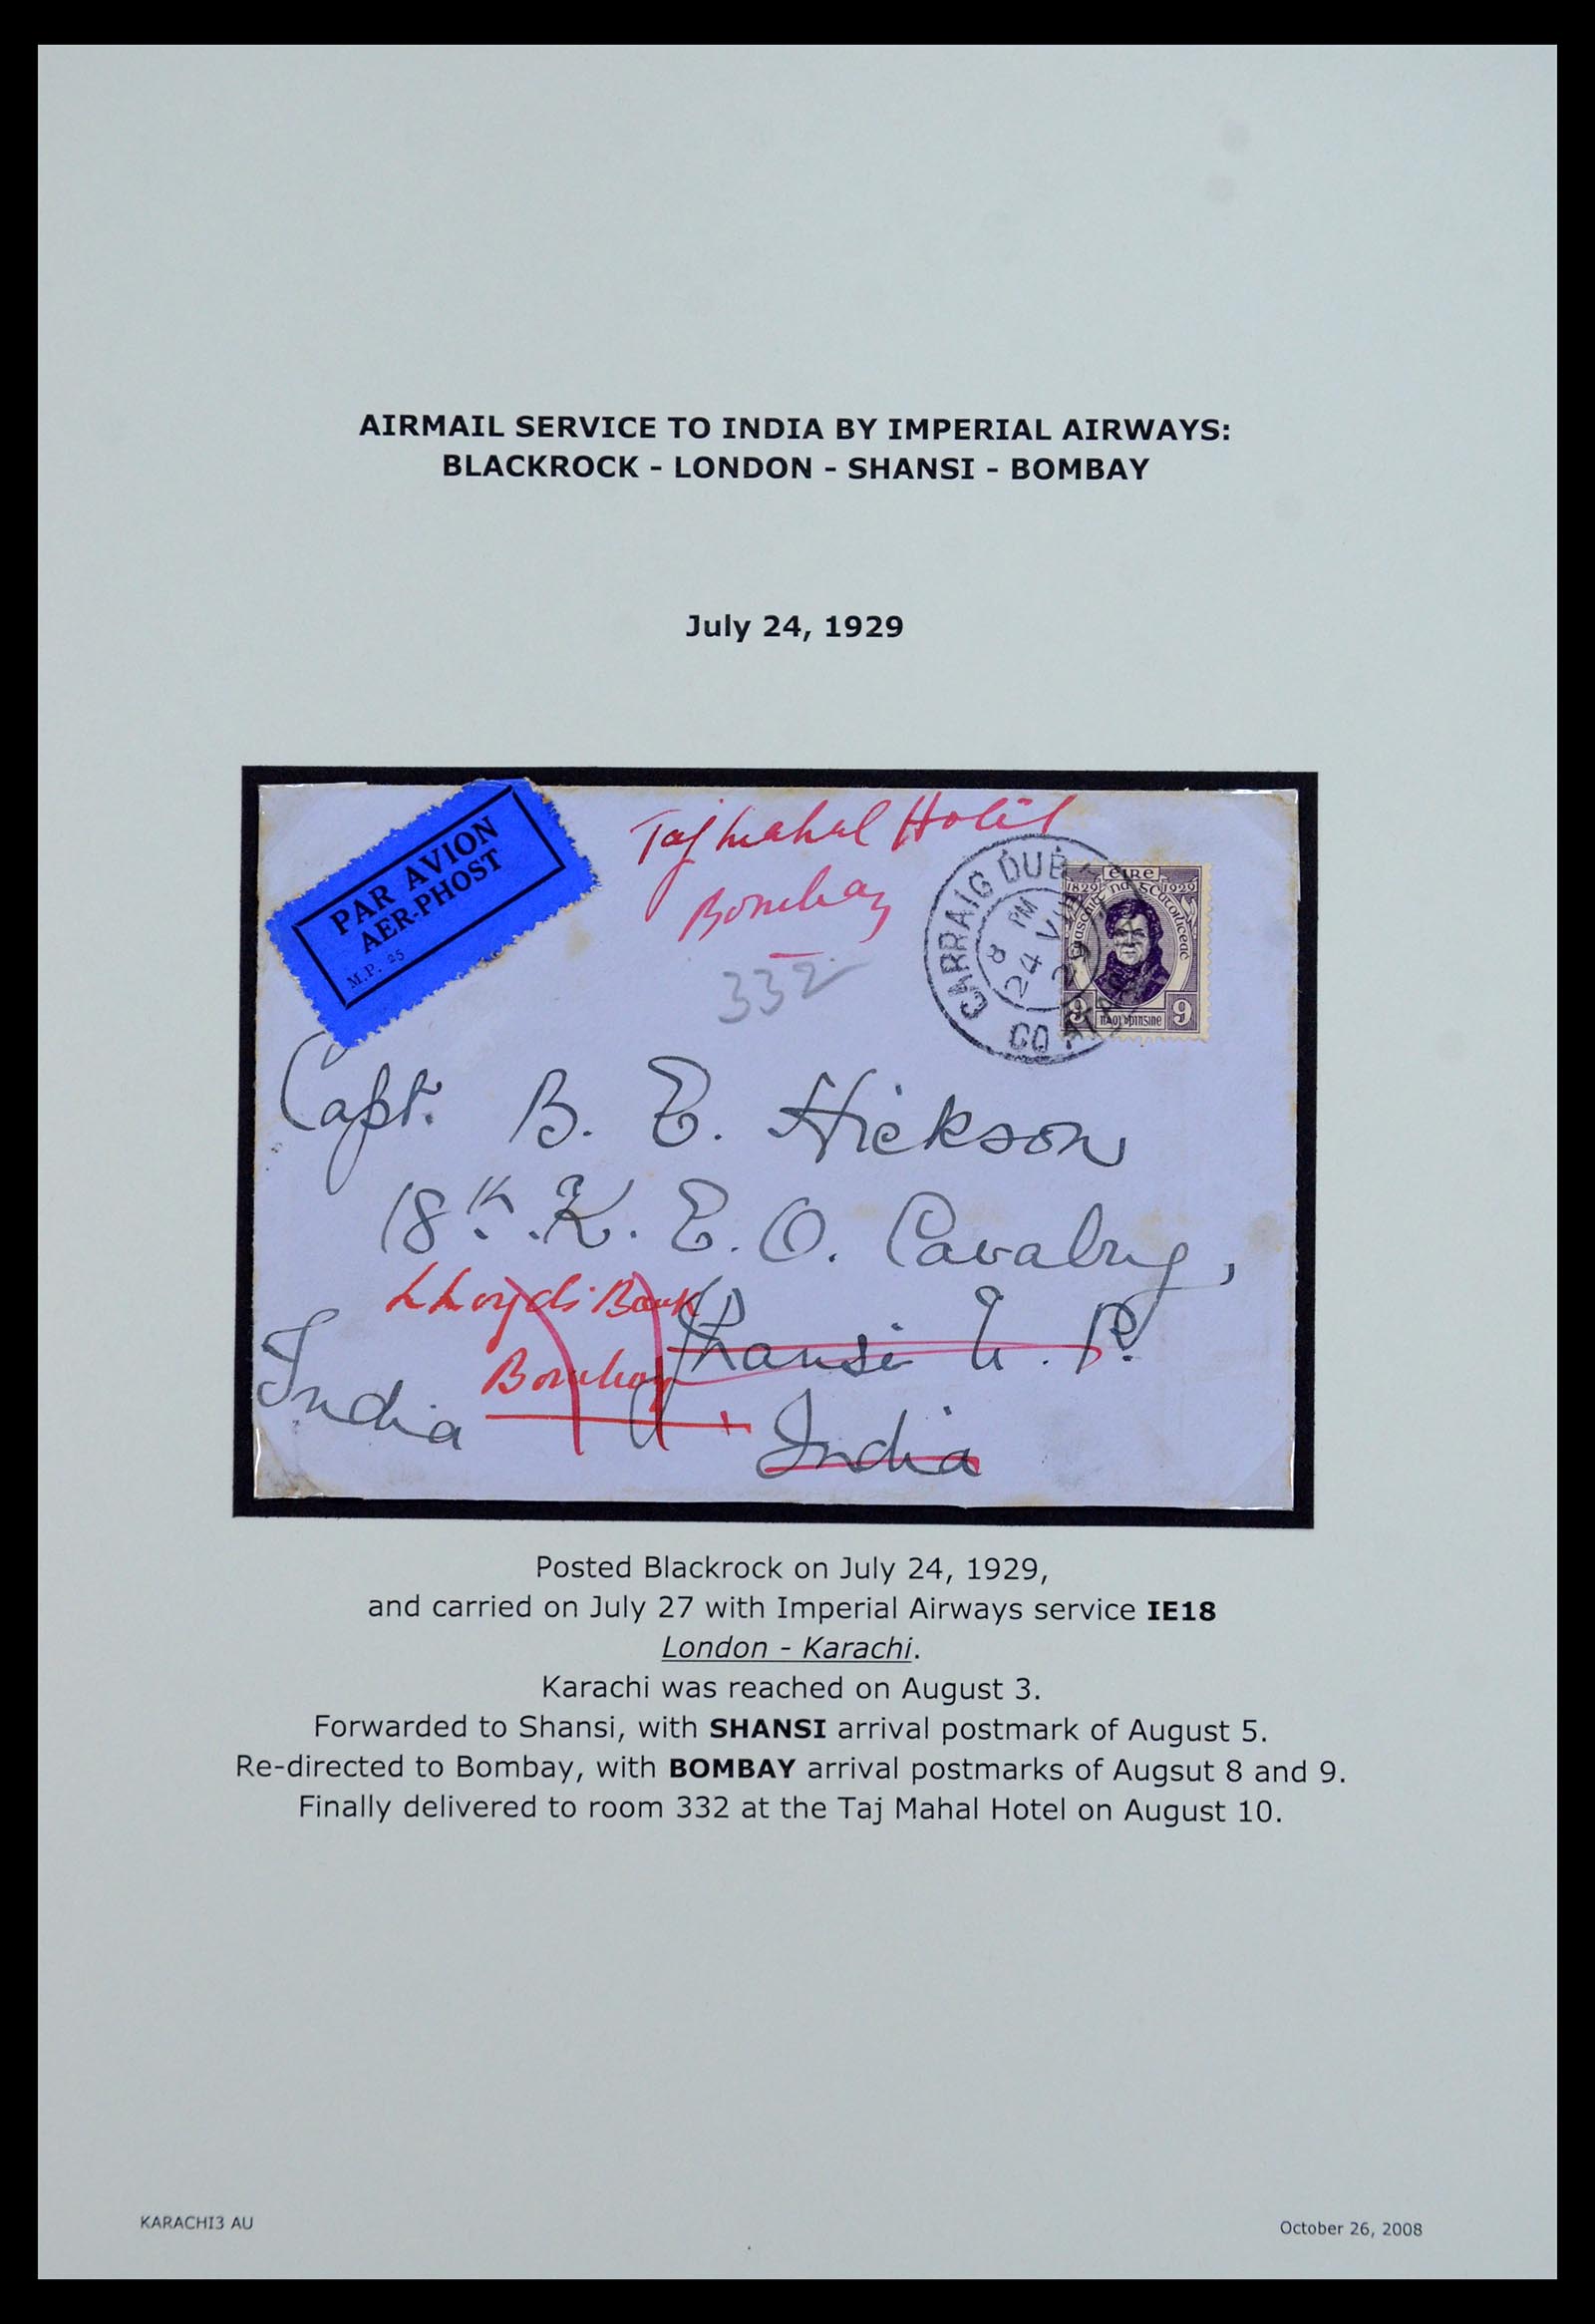 AIRMAIL SERVICE TO INDIA BY IMPERIAL AIRWAYS:
BLACKROCK - LONDON - SHANSI - BOMBAY
July 24, 1929
PAR AVION
AER-PHOST
M.P. 25
Taj Mahal Hotel
Bombay
332
CARRAIG DUBH
8 PM
24 VII
29
CO
ÉIRE
1829 1929
9 9
Capt. B. E. Hickson
18th. K. E. O. Cavalry,
Lloyds Bank
Jhansi U. P.
Bombay
India
India
Posted Blackrock on July 24, 1929,
and carried on July 27 with Imperial Airways service IE18
London - Karachi.
Karachi was reached on August 3.
Forwarded to Shansi, with SHANSI arrival postmark of August 5.
Re-directed to Bombay, with BOMBAY arrival postmarks of Augsut 8 and 9.
Finally delivered to room 332 at the Taj Mahal Hotel on August 10.
KARACHI3 AU
October 26, 2008